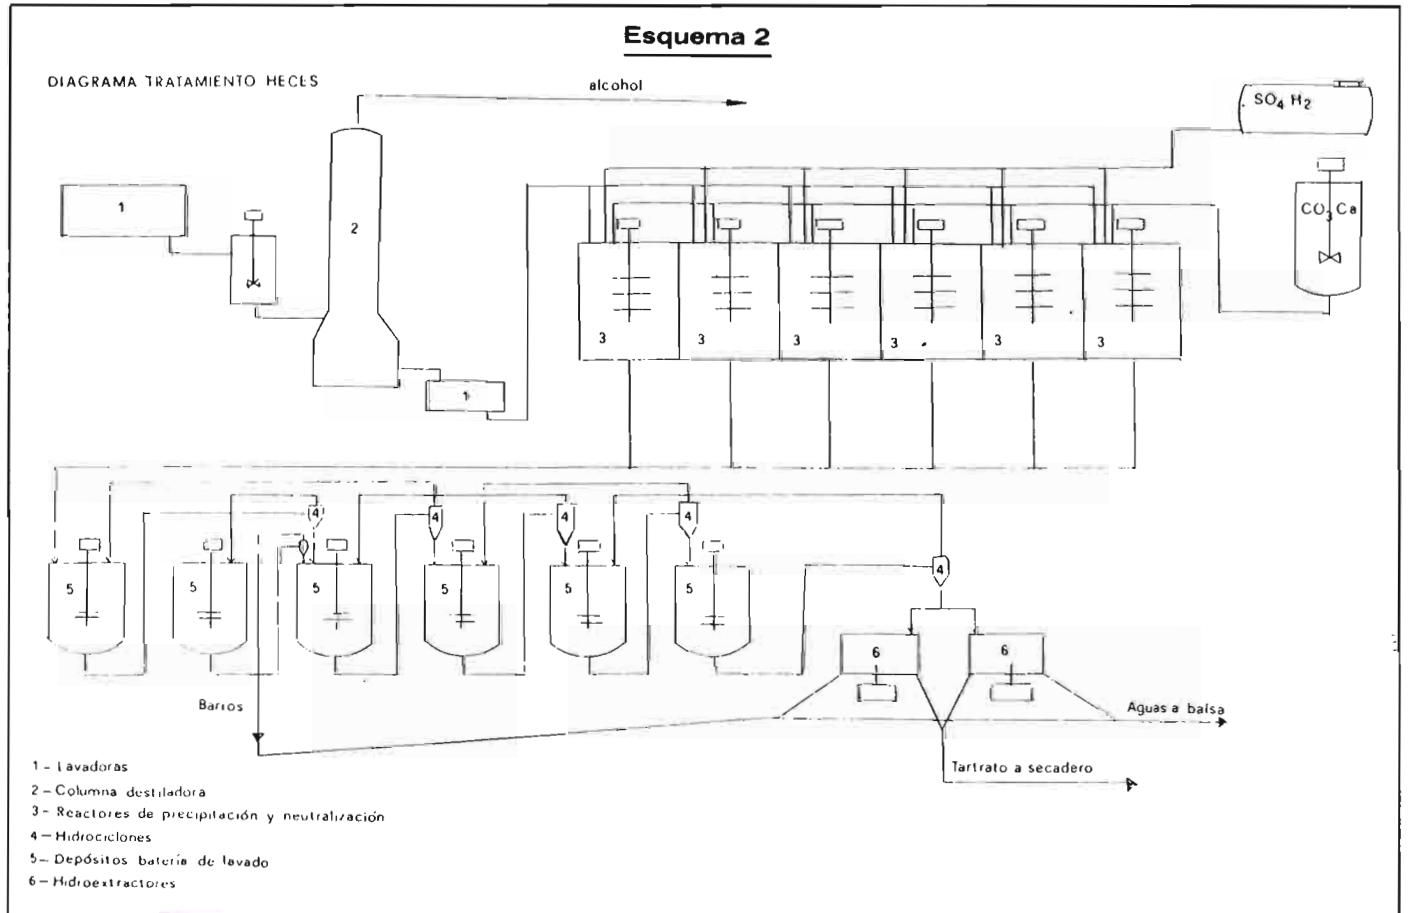 Esquema 2
DIAGRAMA TRATAMIENTO HECES
alcohol
SO4 H2
CO3 Ca
1
2
1
3
3
3
3
3
3
4
4
4
4
4
5
5
5
5
5
5
6
6
Barros
Aguas a balsa
Tartrato a secadero
1 - Lavadoras
2 - Columna destiladora
3 - Reactores de precipitación y neutralización
4 - Hidrociclones
5 - Depósitos batería de lavado
6 - Hidroextractores